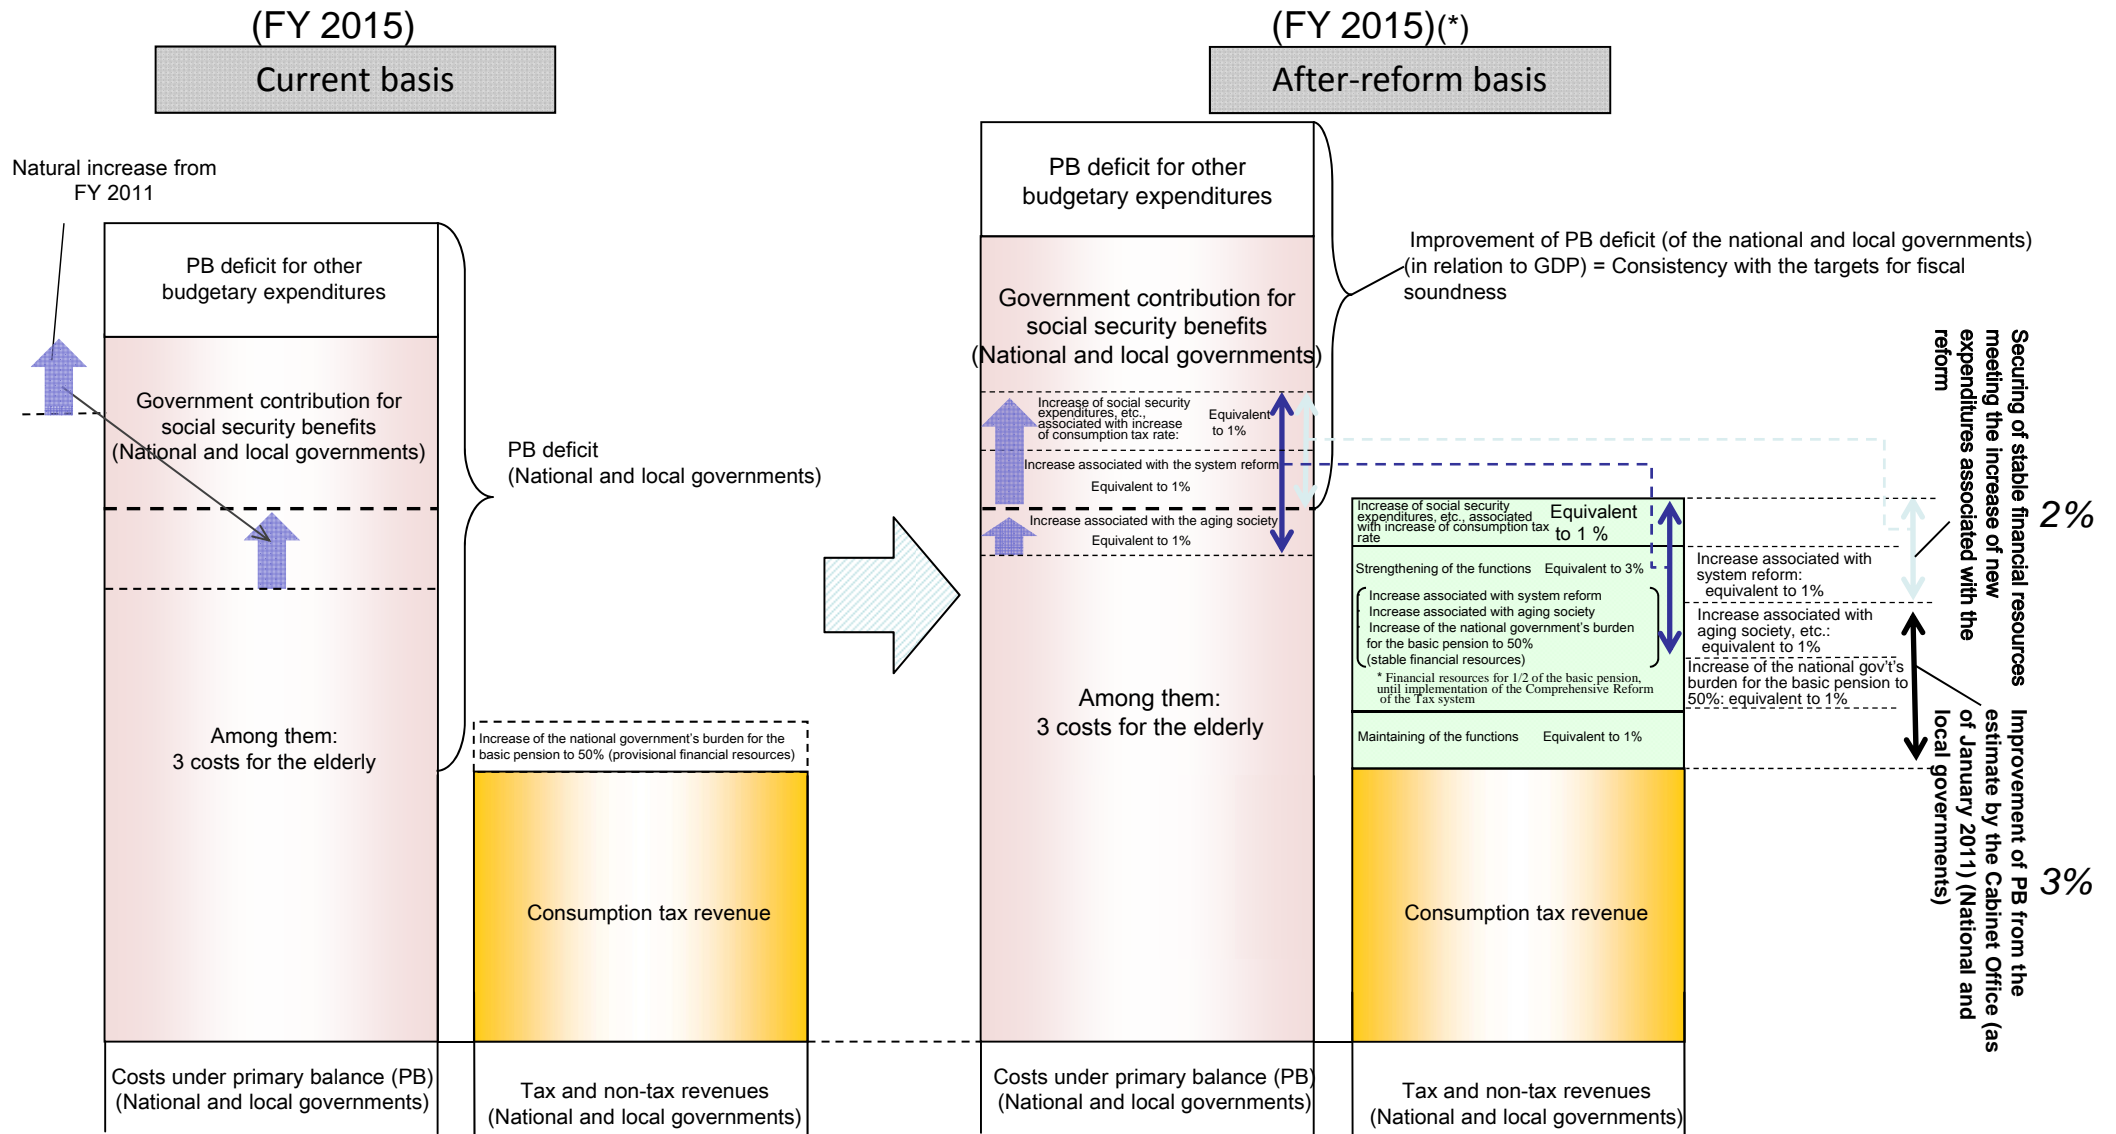 (FY 2015)
Current basis
Natural increase from
FY 2011
PB deficit for other
budgetary expenditures
Government contribution for
social security benefits
(National and local governments)
PB deficit
(National and local governments)
Among them:
3 costs for the elderly
Increase of the national government's burden for the
basic pension to 50% (provisional financial resources)
Consumption tax revenue
Costs under primary balance (PB)
(National and local governments)
Tax and non-tax revenues
(National and local governments)
(FY 2015)(*)
After-reform basis
PB deficit for other
budgetary expenditures
Government contribution for
social security benefits
(National and local governments)
Increase of social security
expenditures, etc.,
associated with increase
of consumption tax rate:
Equivalent
to 1%
Increase associated with the system reform
Equivalent to 1%
Increase associated with the aging society
Equivalent to 1%
Among them:
3 costs for the elderly
Improvement of PB deficit (of the national and local governments)
(in relation to GDP) = Consistency with the targets for fiscal
soundness
Increase of social security
expenditures, etc., associated
with increase of consumption tax
rate
Equivalent
to 1 %
Strengthening of the functions Equivalent to 3%
· Increase associated with system reform
· Increase associated with aging society
· Increase of the national government's burden
for the basic pension to 50%
(stable financial resources)
* Financial resources for 1/2 of the basic pension,
until implementation of the Comprehensive Reform
of the Tax system
Maintaining of the functions Equivalent to 1%
Consumption tax revenue
Increase associated with
system reform:
equivalent to 1%
Increase associated with
aging society, etc.:
equivalent to 1%
Increase of the national gov't's
burden for the basic pension to
50%: equivalent to 1%
Securing of stable financial resources
meeting the increase of new
expenditures associated with the
reform
2%
Improvement of PB from the
estimate by the Cabinet Office (as
of January 2011) (National and
local governments)
3%
Costs under primary balance (PB)
(National and local governments)
Tax and non-tax revenues
(National and local governments)